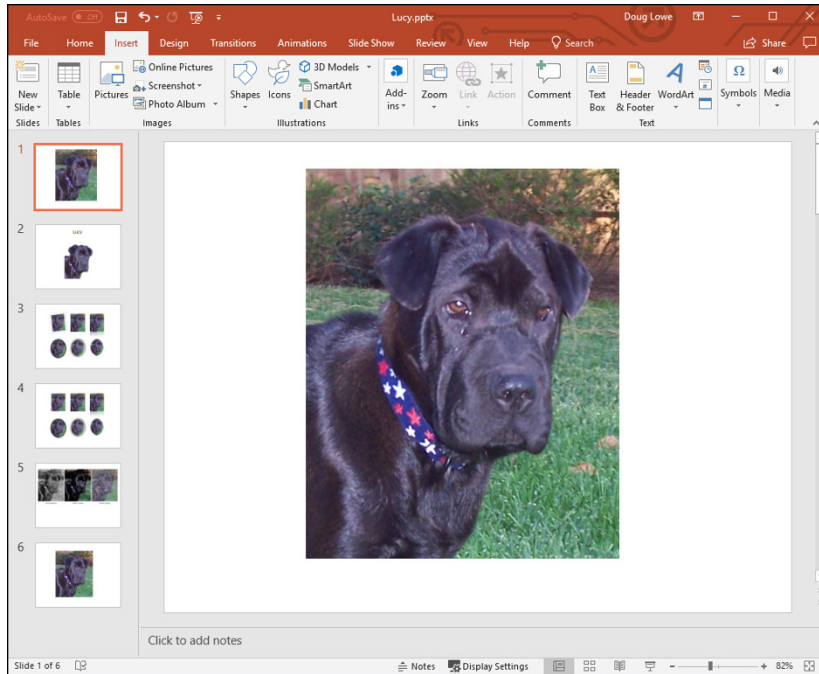 AutoSave Off Lucy.pptx Doug Lowe
File Home Insert Design Transitions Animations Slide Show Review View Help Search Share
New Slide
Table
Pictures
Online Pictures
Screenshot
Photo Album
Shapes
Icons
3D Models
SmartArt
Chart
Add-ins
Zoom
Link
Action
Comment
Text Box
Header & Footer
WordArt
Symbols
Media
Slides Tables Images Illustrations Links Comments Text
1
2
Lucy
3
4
5
6
Click to add notes
Slide 1 of 6 Notes Display Settings 82%